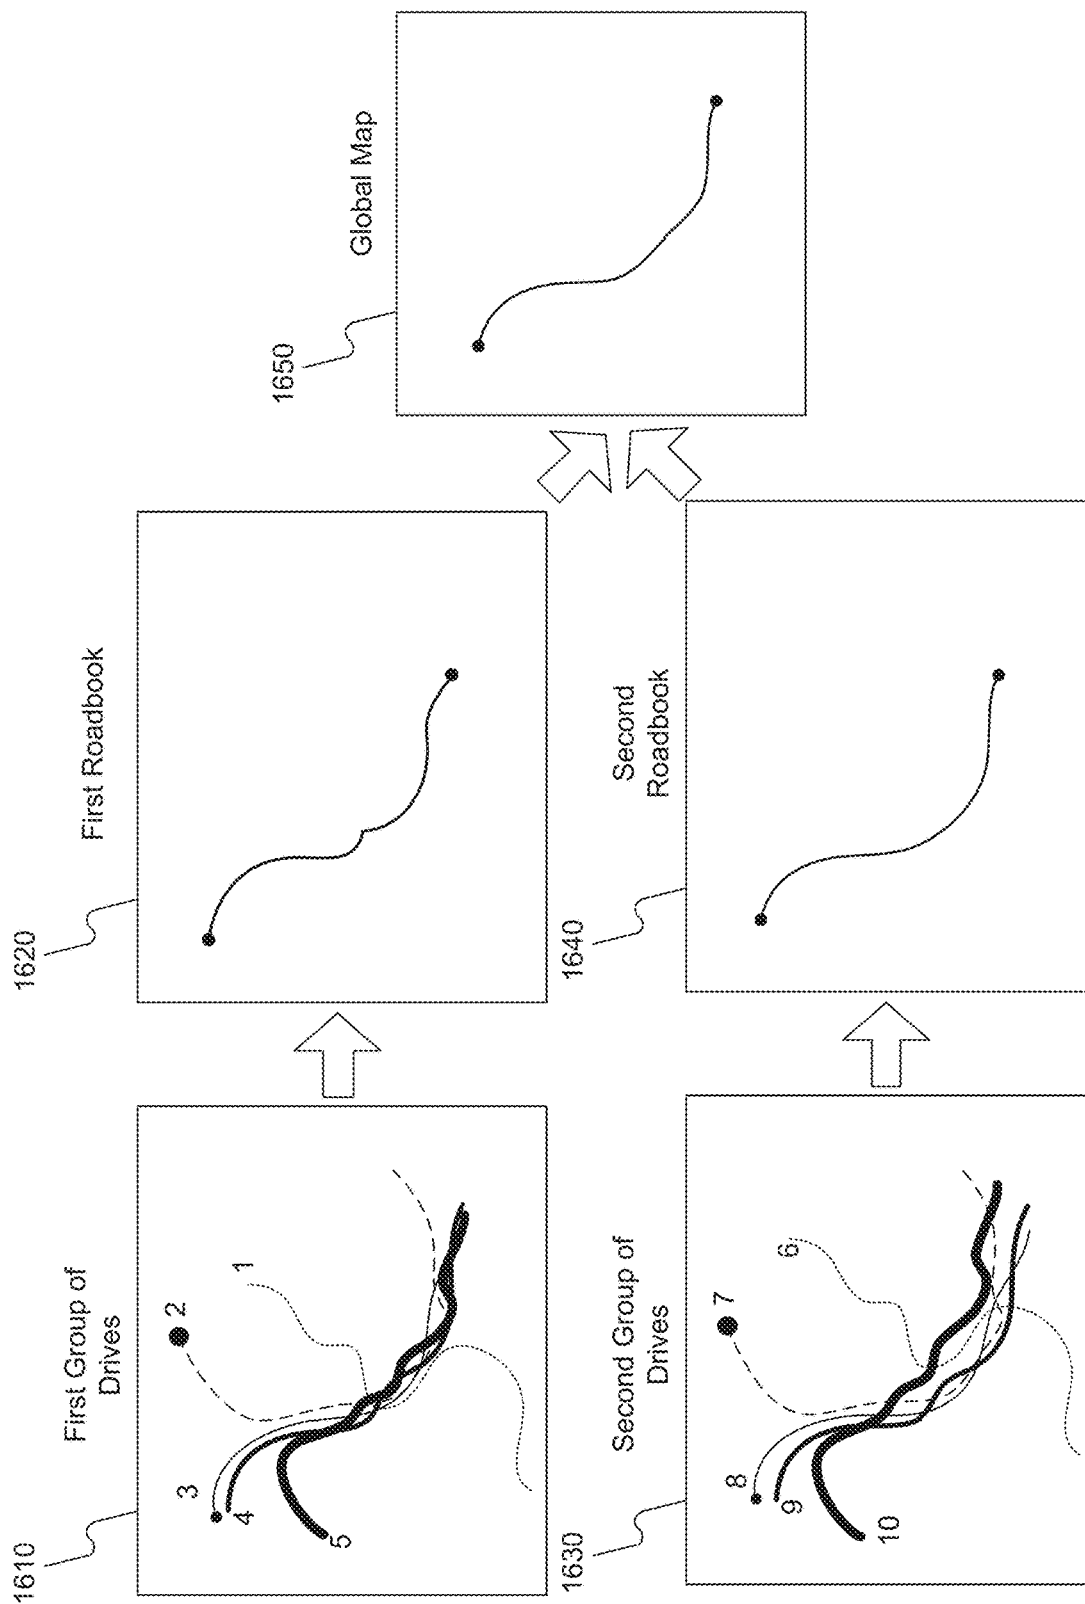 1610
First Group of
Drives
1
2
3
4
5
1620
First Roadbook
1630
Second Group of
Drives
6
7
8
9
10
1640
Second
Roadbook
1650
Global Map